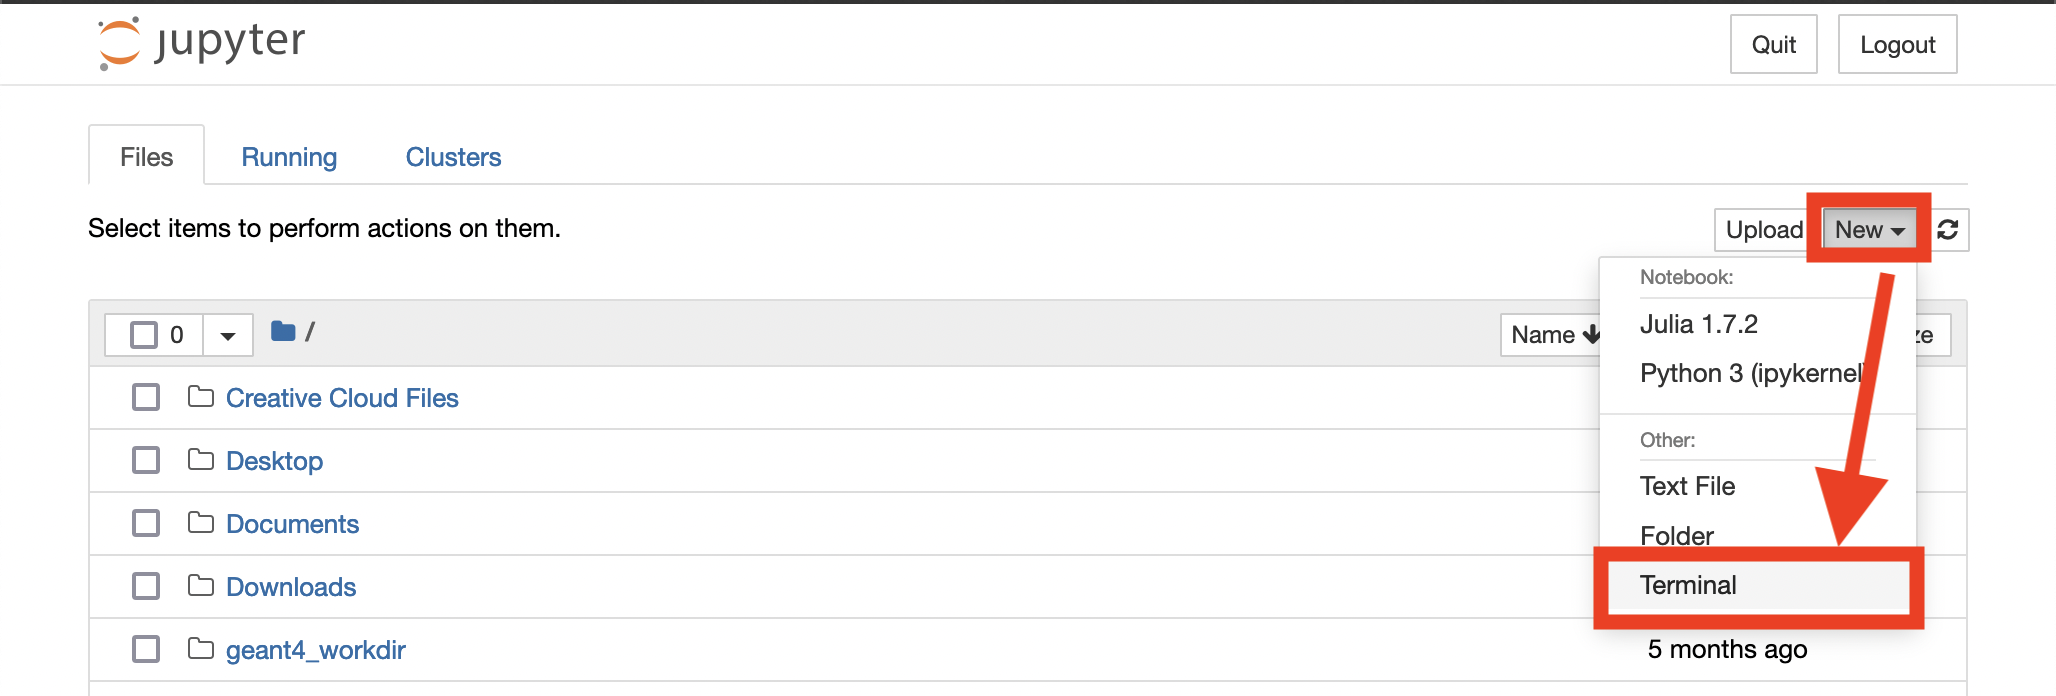 jupyter
Quit
Logout
Files
Running
Clusters
Select items to perform actions on them.
Upload
New
Notebook:
Julia 1.7.2
Python 3 (ipykernel)
Other:
Text File
Folder
Terminal
0
/
Name
Creative Cloud Files
Desktop
Documents
Downloads
geant4_workdir
5 months ago